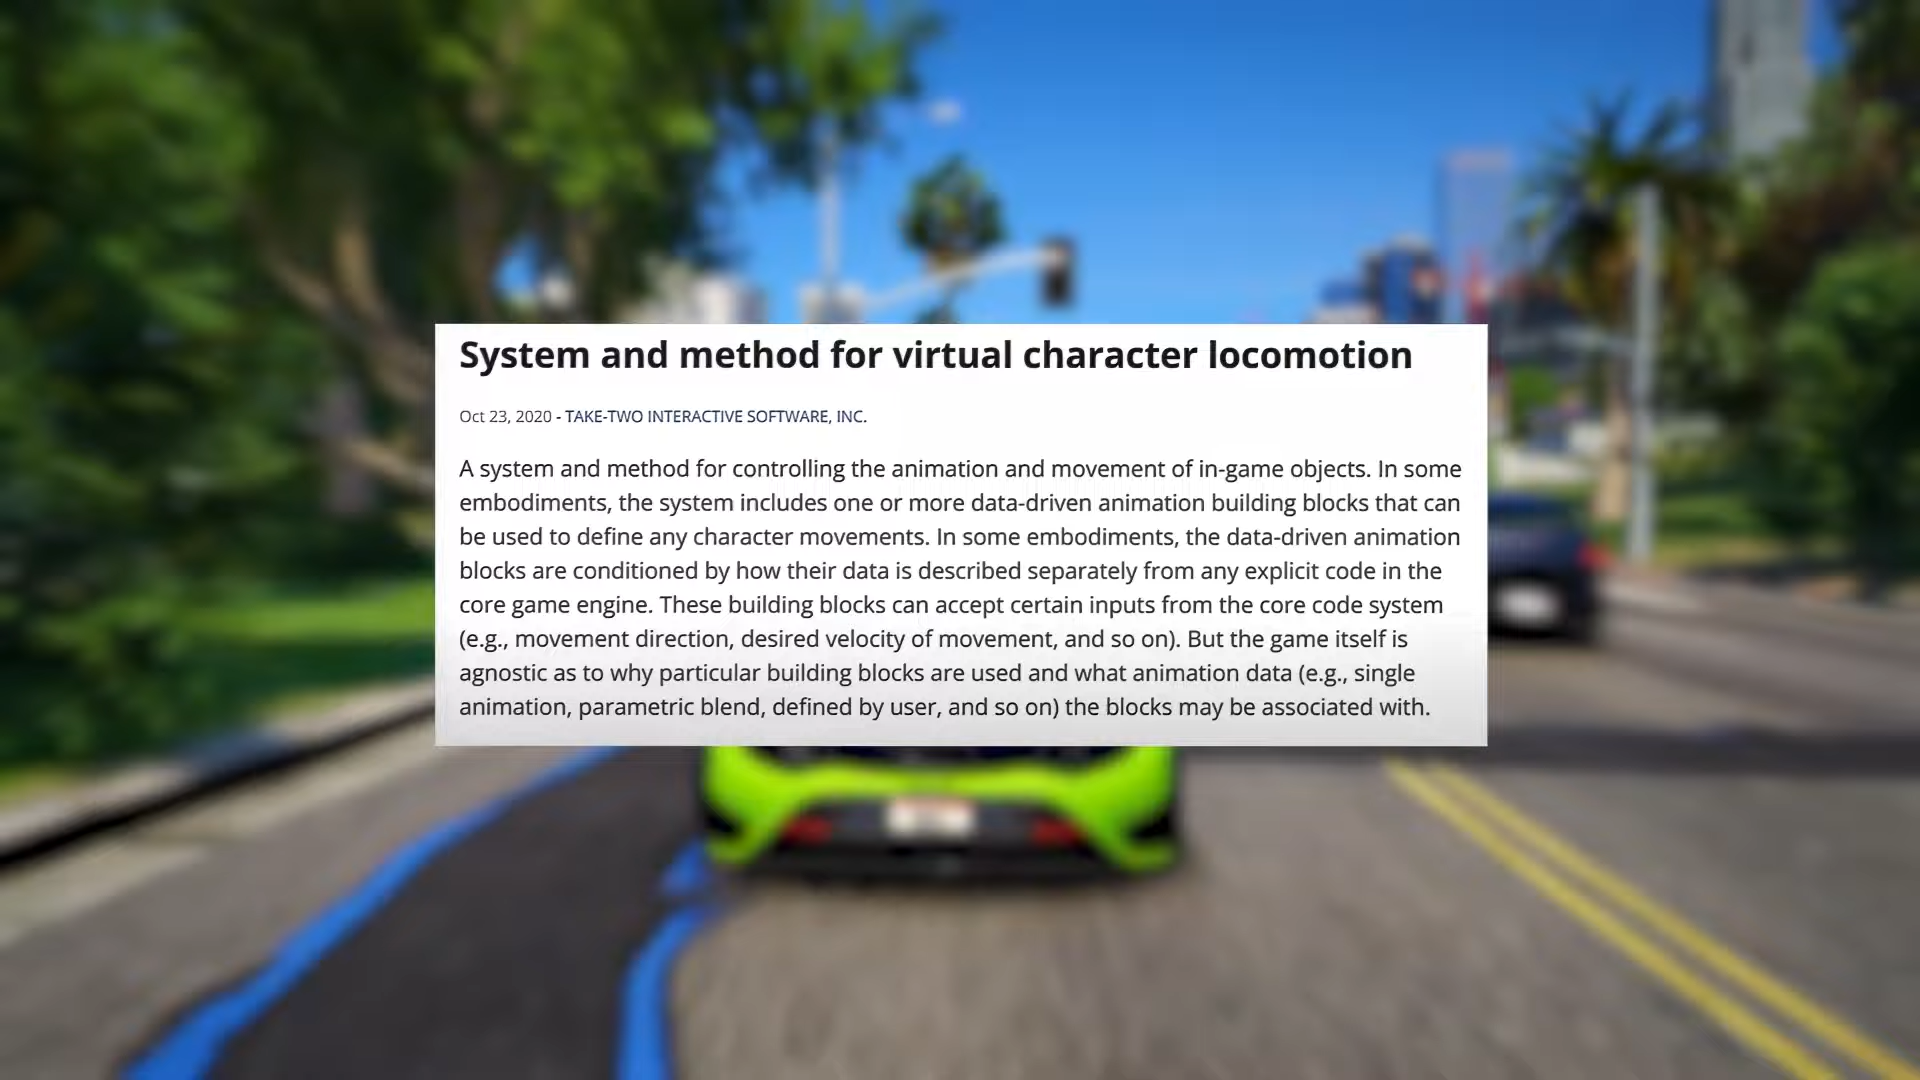 System and method for virtual character locomotion
Oct 23, 2020 - TAKE-TWO INTERACTIVE SOFTWARE, INC.
A system and method for controlling the animation and movement of in-game objects. In some
embodiments, the system includes one or more data-driven animation building blocks that can
be used to define any character movements. In some embodiments, the data-driven animation
blocks are conditioned by how their data is described separately from any explicit code in the
core game engine. These building blocks can accept certain inputs from the core code system
(e.g., movement direction, desired velocity of movement, and so on). But the game itself is
agnostic as to why particular building blocks are used and what animation data (e.g., single
animation, parametric blend, defined by user, and so on) the blocks may be associated with.